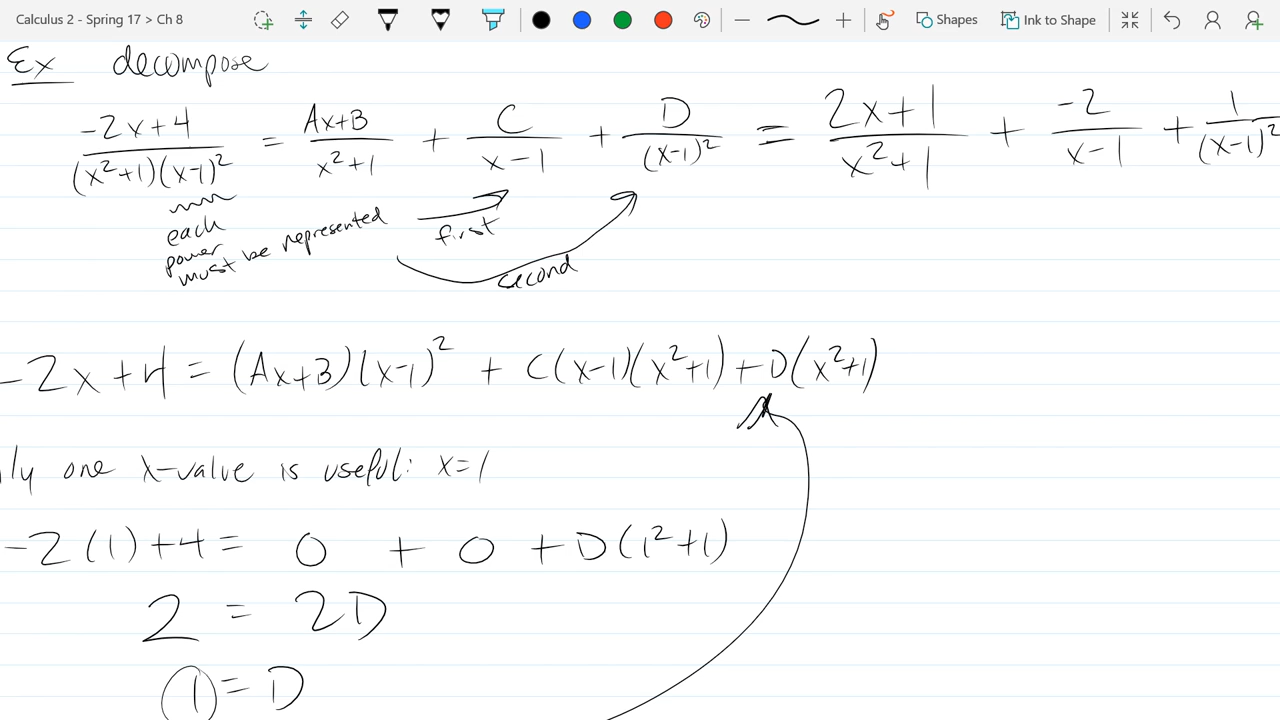 Calculus 2 - Spring 17 > Ch 8
Shapes
Ink to Shape
Ex decompose
(-2x+4)/((x²+1)(x-1)²) = (Ax+B)/(x²+1) + C/(x-1) + D/(x-1)² = (2x+1)/(x²+1) + -2/(x-1) + 1/(x-1)²
each
power
must be represented
first
second
-2x+4 = (Ax+B)(x-1)² + C(x-1)(x²+1) + D(x²+1)
ly one x-value is useful: x=1
-2(1)+4 = 0 + 0 + D(1²+1)
2 = 2D
1 = D